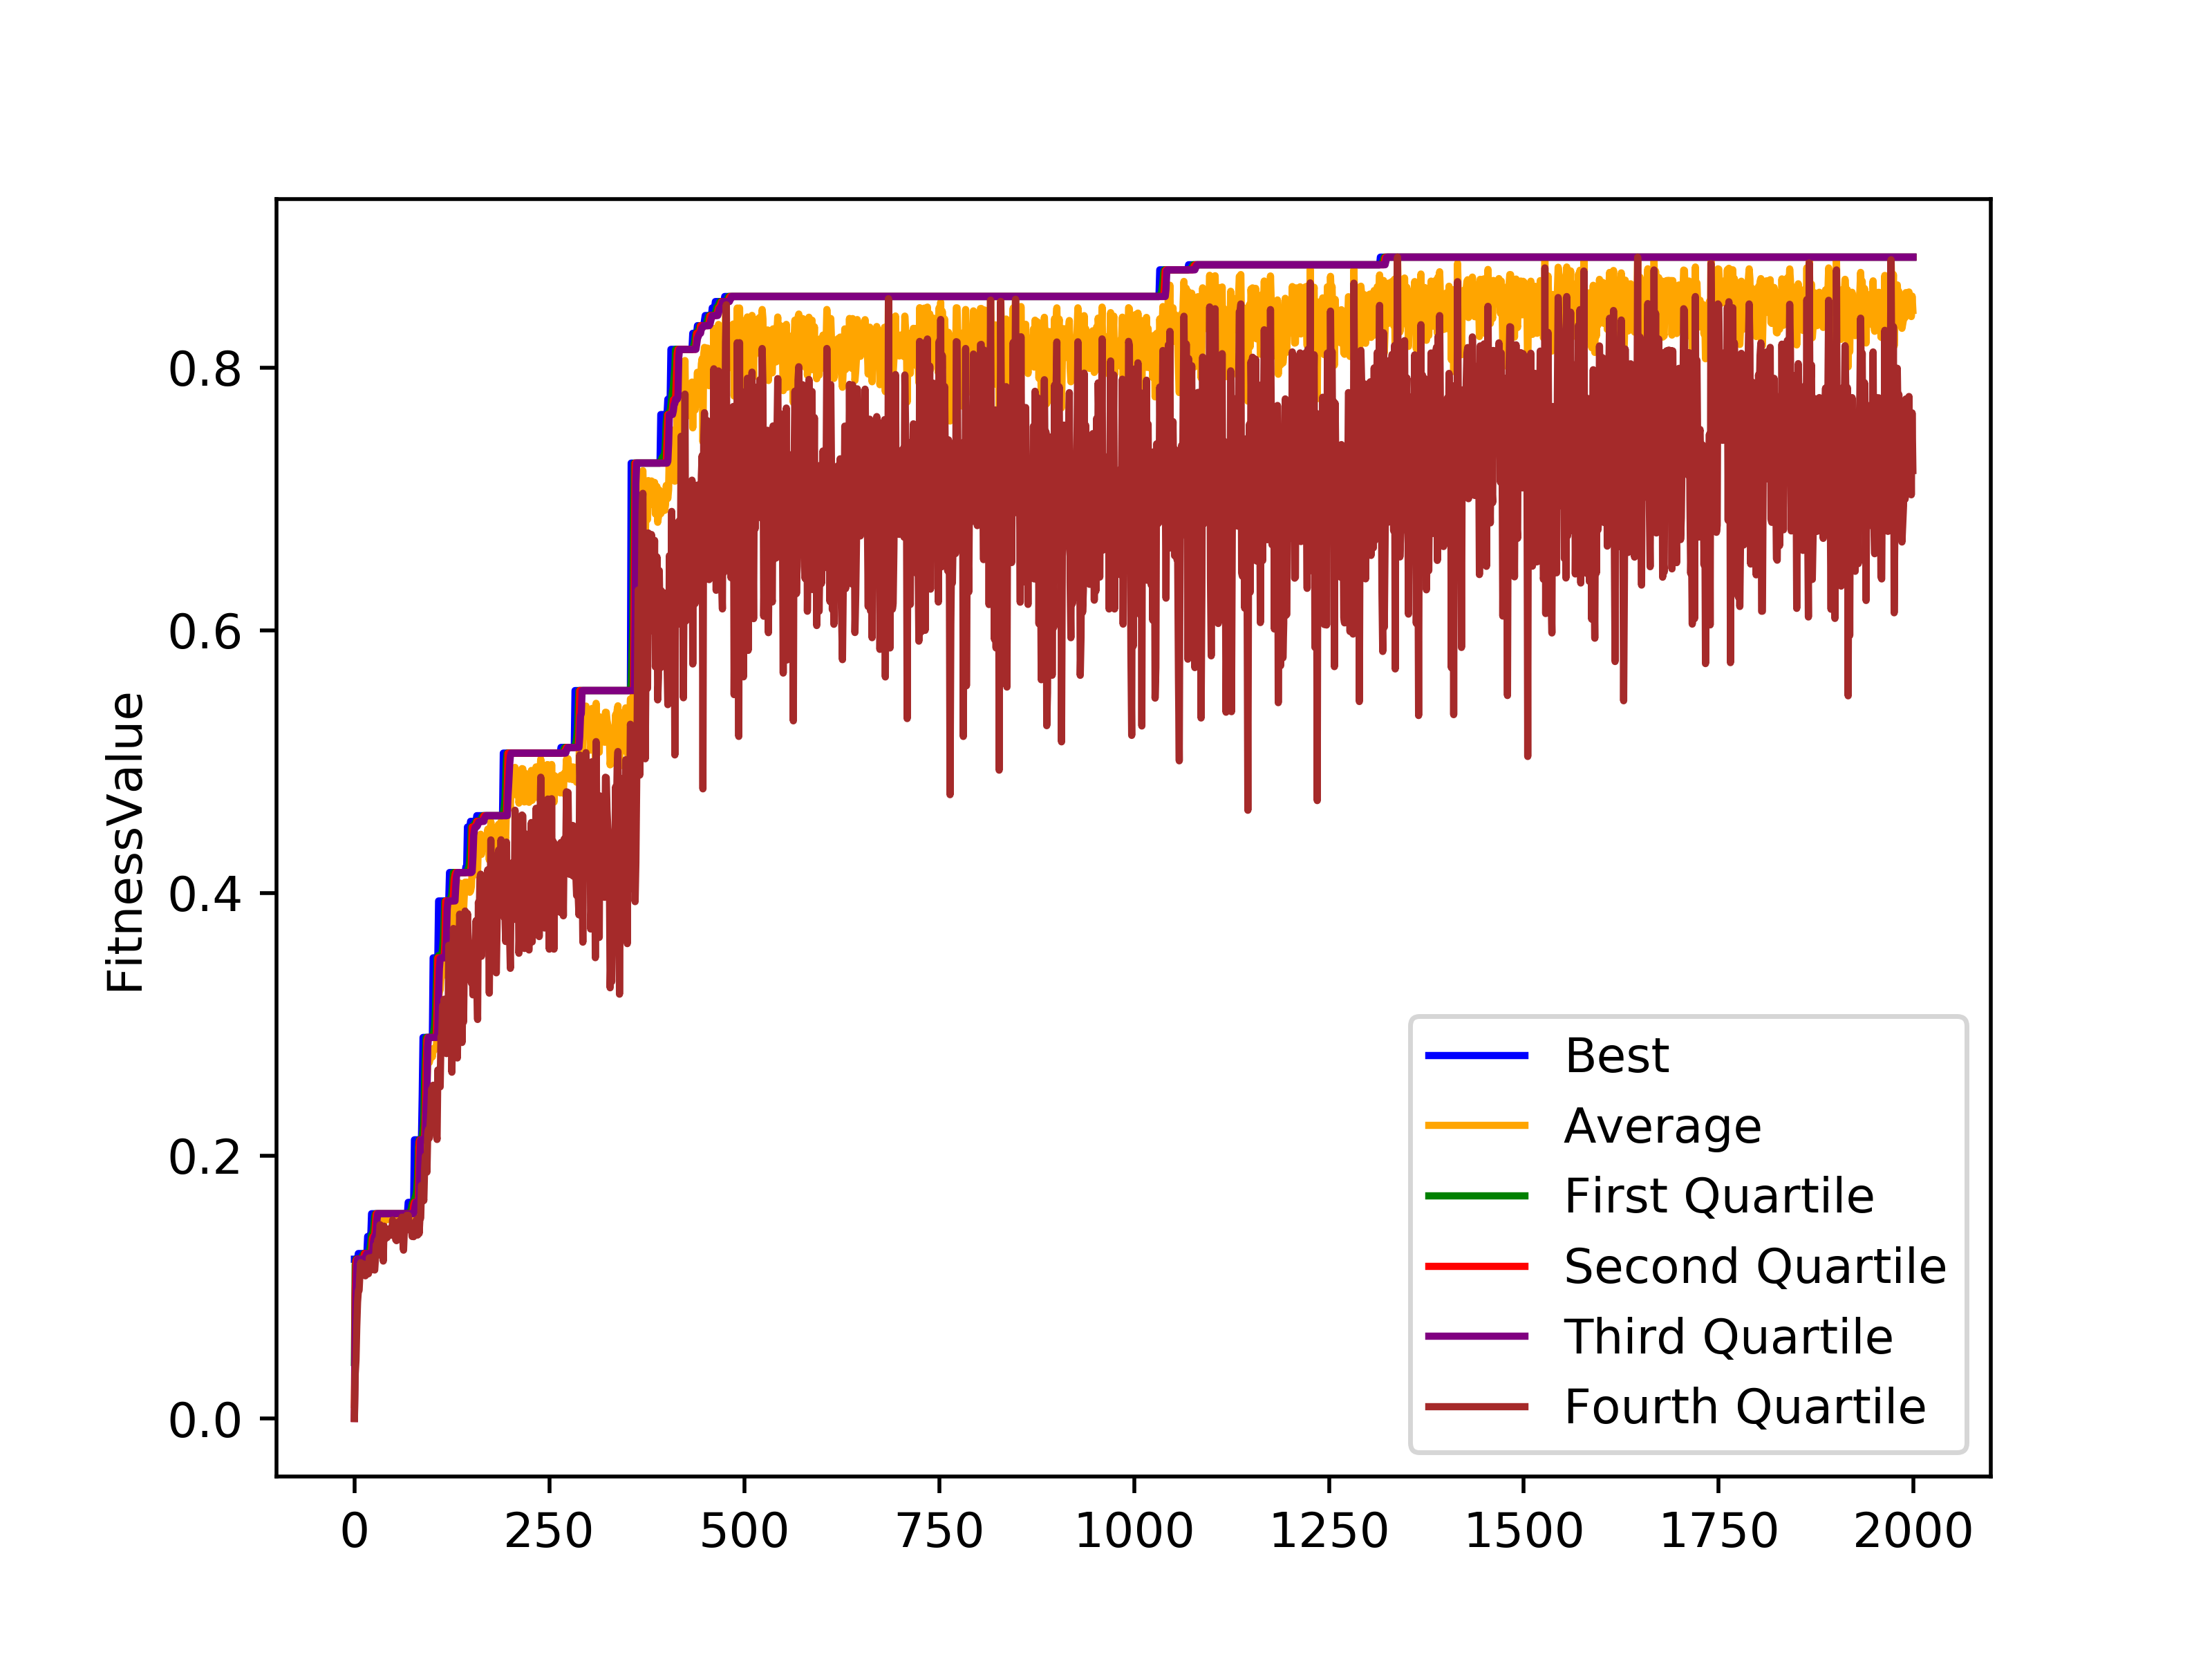 FitnessValue
0.8
0.6
0.4
0.2
0.0
0 250 500 750 1000 1250 1500 1750 2000
Best
Average
First Quartile
Second Quartile
Third Quartile
Fourth Quartile